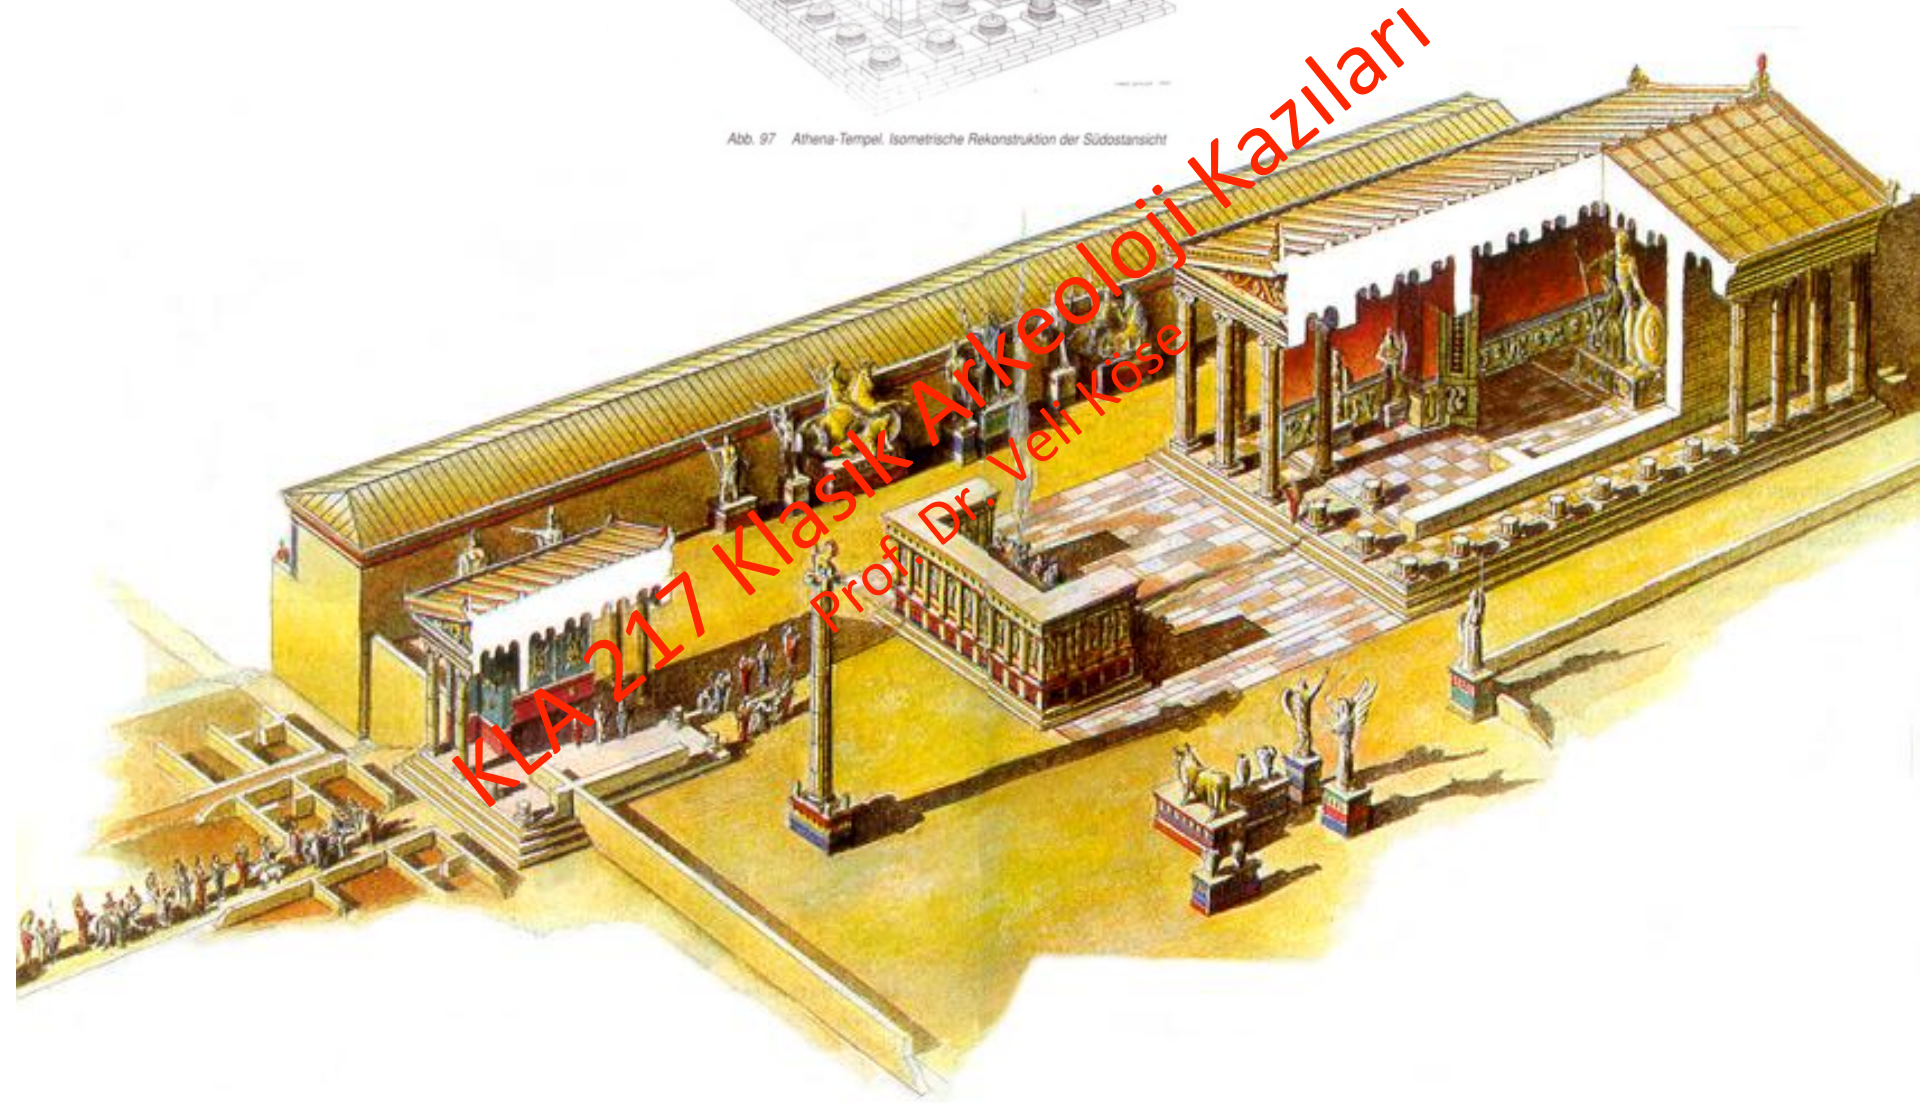 Abb. 97 Athena-Tempel. Isometrische Rekonstruktion der Südostansicht
KLA 217 Klasik Arkeoloji Kazıları
Prof. Dr. Veli Köse